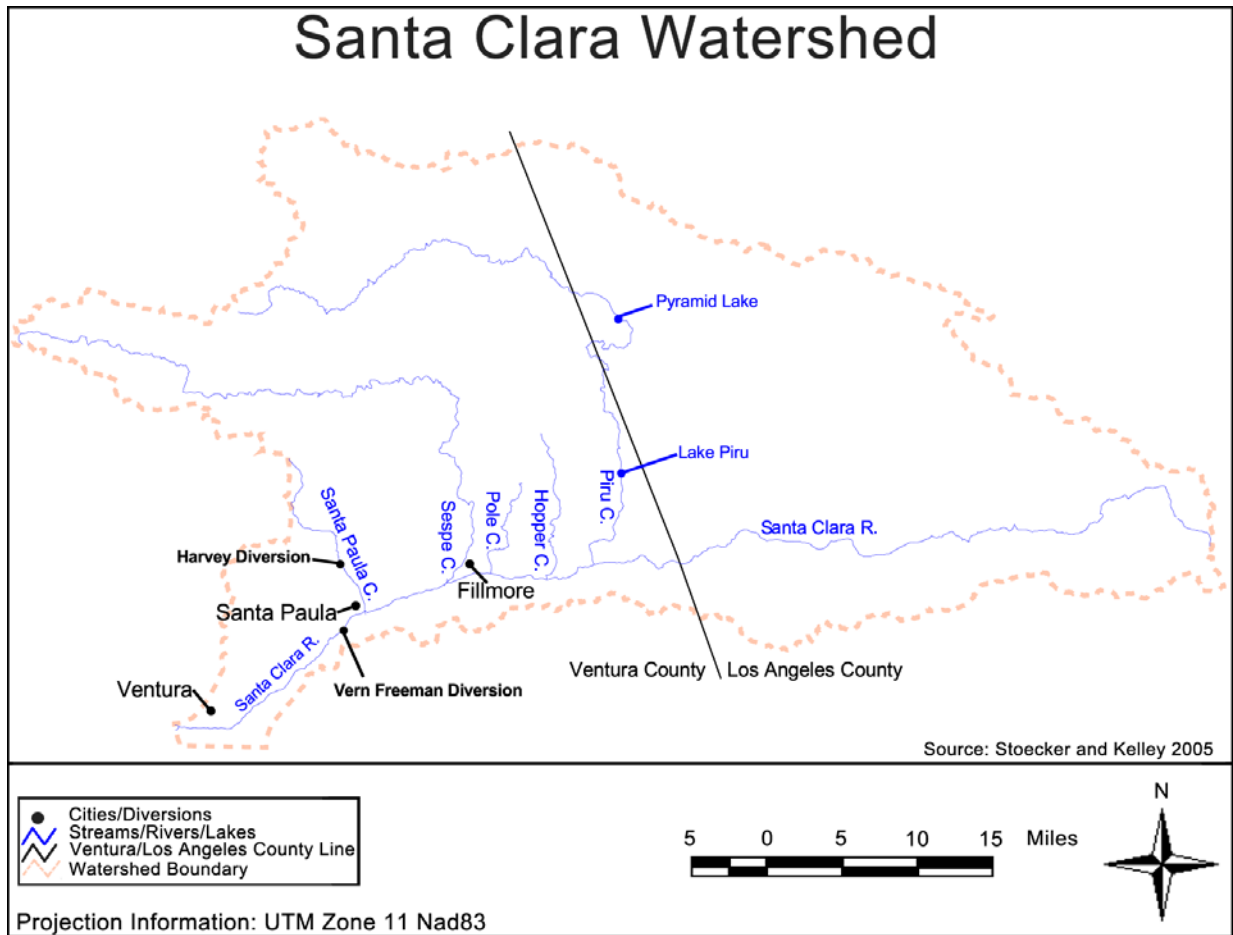 Santa Clara Watershed
Pyramid Lake
Lake Piru
Santa Paula C.
Sespe C.
Pole C.
Hopper C.
Piru C.
Santa Clara R.
Harvey Diversion
Fillmore
Santa Paula
Santa Clara R.
Ventura County
Los Angeles County
Ventura
Vern Freeman Diversion
Source: Stoecker and Kelley 2005
Cities/Diversions
Streams/Rivers/Lakes
Ventura/Los Angeles County Line
Watershed Boundary
5 0 5 10 15 Miles
N
Projection Information: UTM Zone 11 Nad83